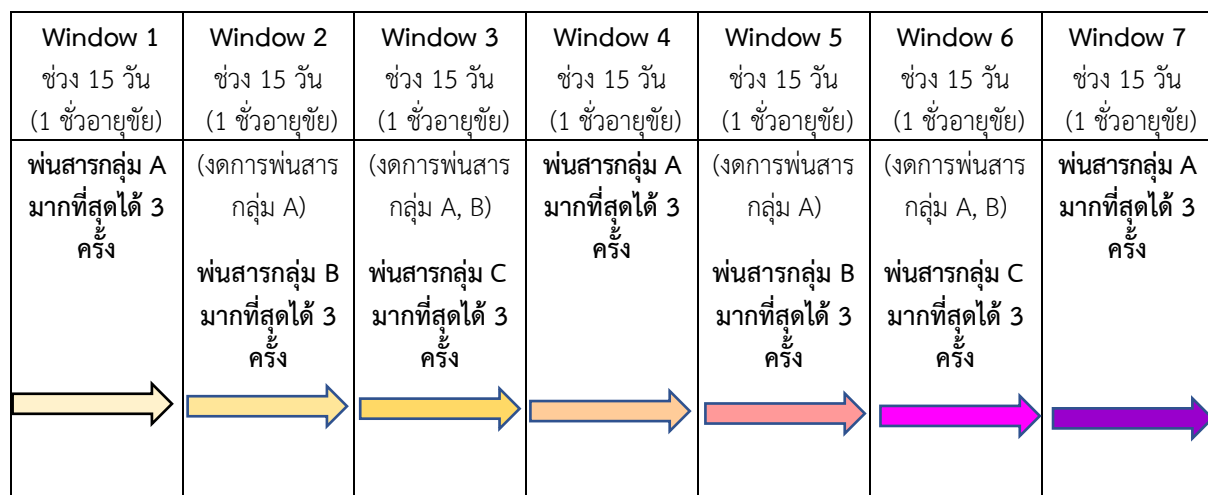 Window 1
ช่วง 15 วัน
(1 ชั่วอายุขัย)
Window 2
ช่วง 15 วัน
(1 ชั่วอายุขัย)
Window 3
ช่วง 15 วัน
(1 ชั่วอายุขัย)
Window 4
ช่วง 15 วัน
(1 ชั่วอายุขัย)
Window 5
ช่วง 15 วัน
(1 ชั่วอายุขัย)
Window 6
ช่วง 15 วัน
(1 ชั่วอายุขัย)
Window 7
ช่วง 15 วัน
(1 ชั่วอายุขัย)
พ่นสารกลุ่ม A
มากที่สุดได้ 3
ครั้ง
(งดการพ่นสาร
กลุ่ม A)
พ่นสารกลุ่ม B
มากที่สุดได้ 3
ครั้ง
(งดการพ่นสาร
กลุ่ม A, B)
พ่นสารกลุ่ม C
มากที่สุดได้ 3
ครั้ง
พ่นสารกลุ่ม A
มากที่สุดได้ 3
ครั้ง
(งดการพ่นสาร
กลุ่ม A)
พ่นสารกลุ่ม B
มากที่สุดได้ 3
ครั้ง
(งดการพ่นสาร
กลุ่ม A, B)
พ่นสารกลุ่ม C
มากที่สุดได้ 3
ครั้ง
พ่นสารกลุ่ม A
มากที่สุดได้ 3
ครั้ง